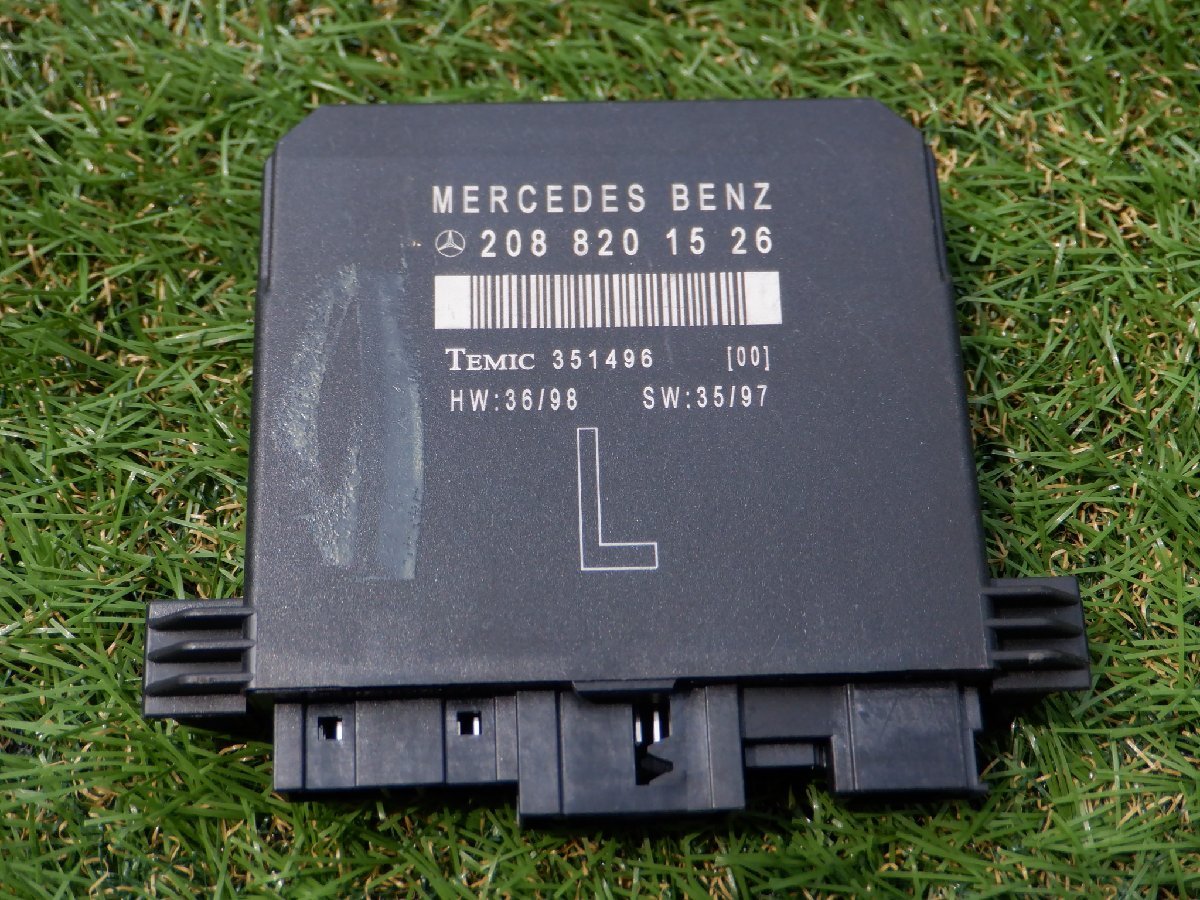 MERCEDES BENZ
208 820 15 26
TEMIC 351496 [00]
HW:36/98 SW:35/97
L